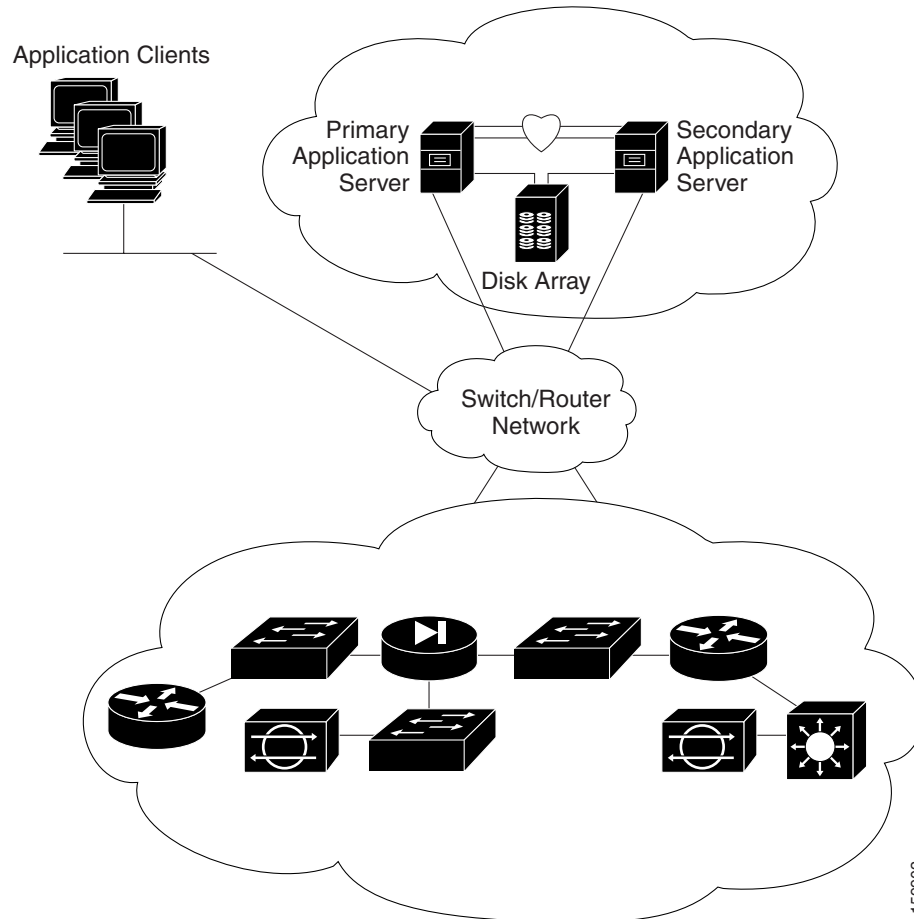 Application Clients
Primary
Application
Server
Secondary
Application
Server
Disk Array
Switch/Router
Network